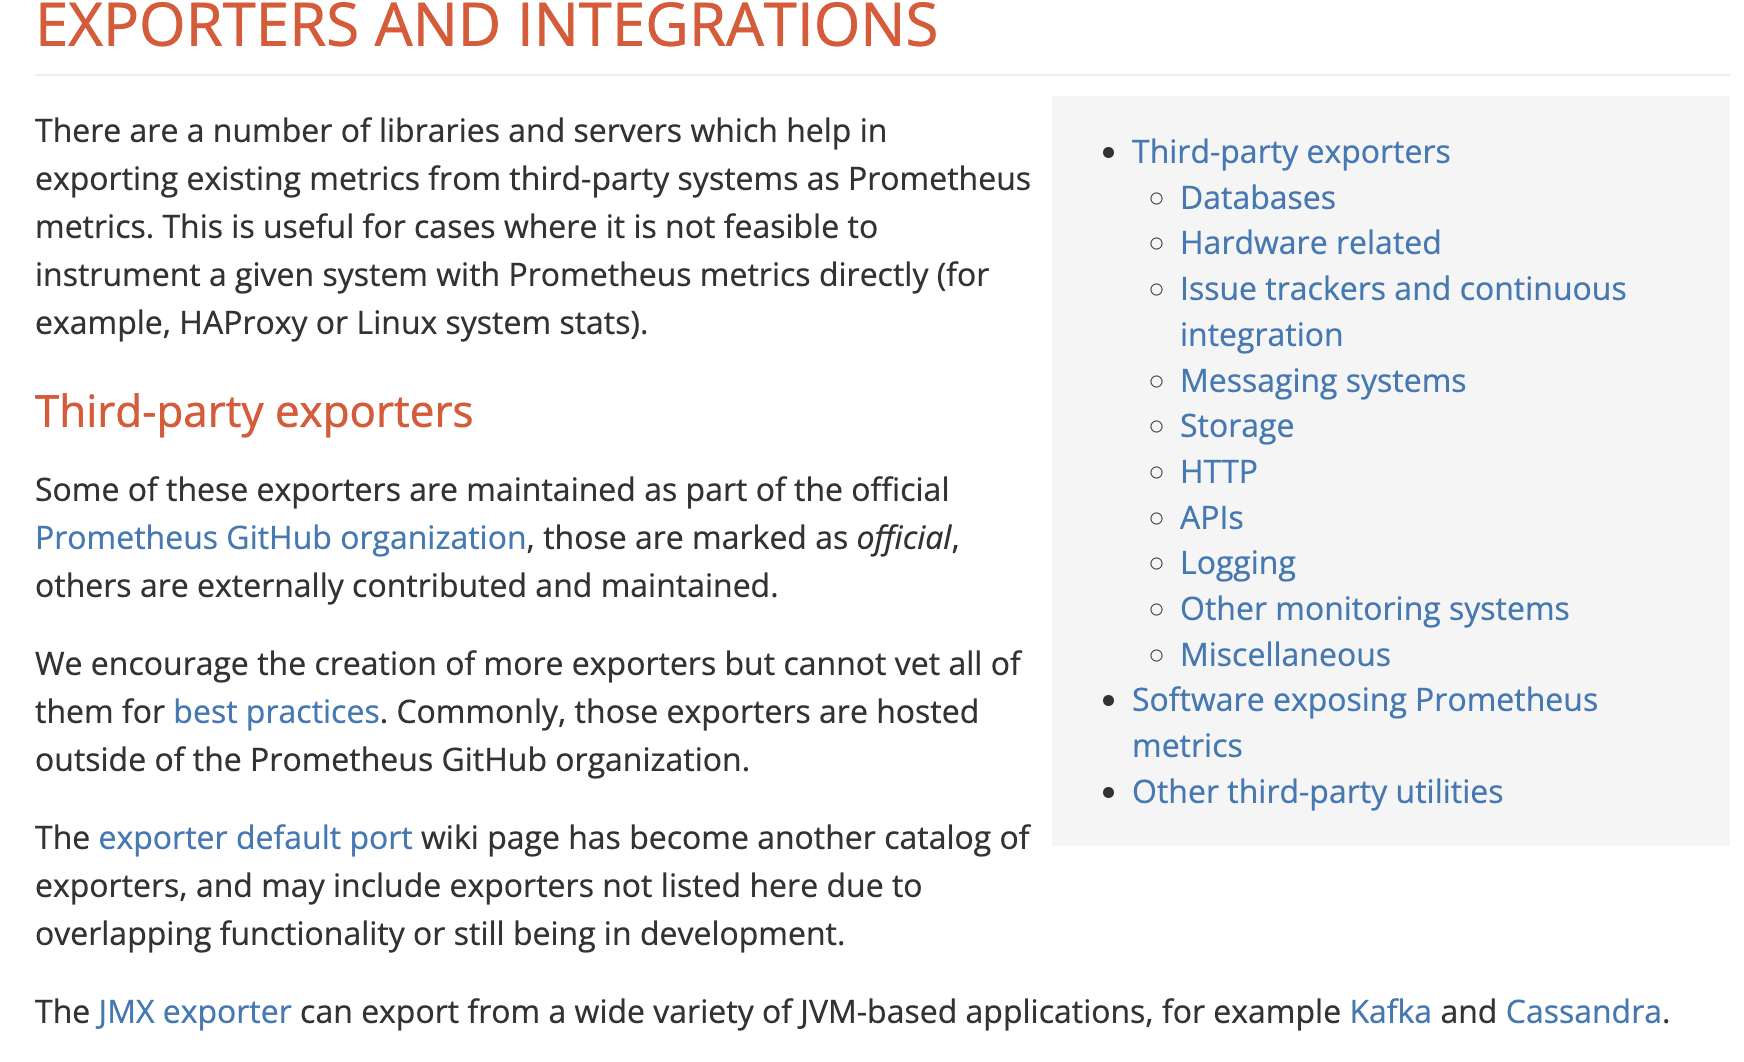 EXPORTERS AND INTEGRATIONS
There are a number of libraries and servers which help in
exporting existing metrics from third-party systems as Prometheus
metrics. This is useful for cases where it is not feasible to
instrument a given system with Prometheus metrics directly (for
example, HAProxy or Linux system stats).
Third-party exporters
Some of these exporters are maintained as part of the official
Prometheus GitHub organization, those are marked as official,
others are externally contributed and maintained.
We encourage the creation of more exporters but cannot vet all of
them for best practices. Commonly, those exporters are hosted
outside of the Prometheus GitHub organization.
The exporter default port wiki page has become another catalog of
exporters, and may include exporters not listed here due to
overlapping functionality or still being in development.
The JMX exporter can export from a wide variety of JVM-based applications, for example Kafka and Cassandra.
Third-party exporters
Databases
Hardware related
Issue trackers and continuous
integration
Messaging systems
Storage
HTTP
APIs
Logging
Other monitoring systems
Miscellaneous
Software exposing Prometheus
metrics
Other third-party utilities